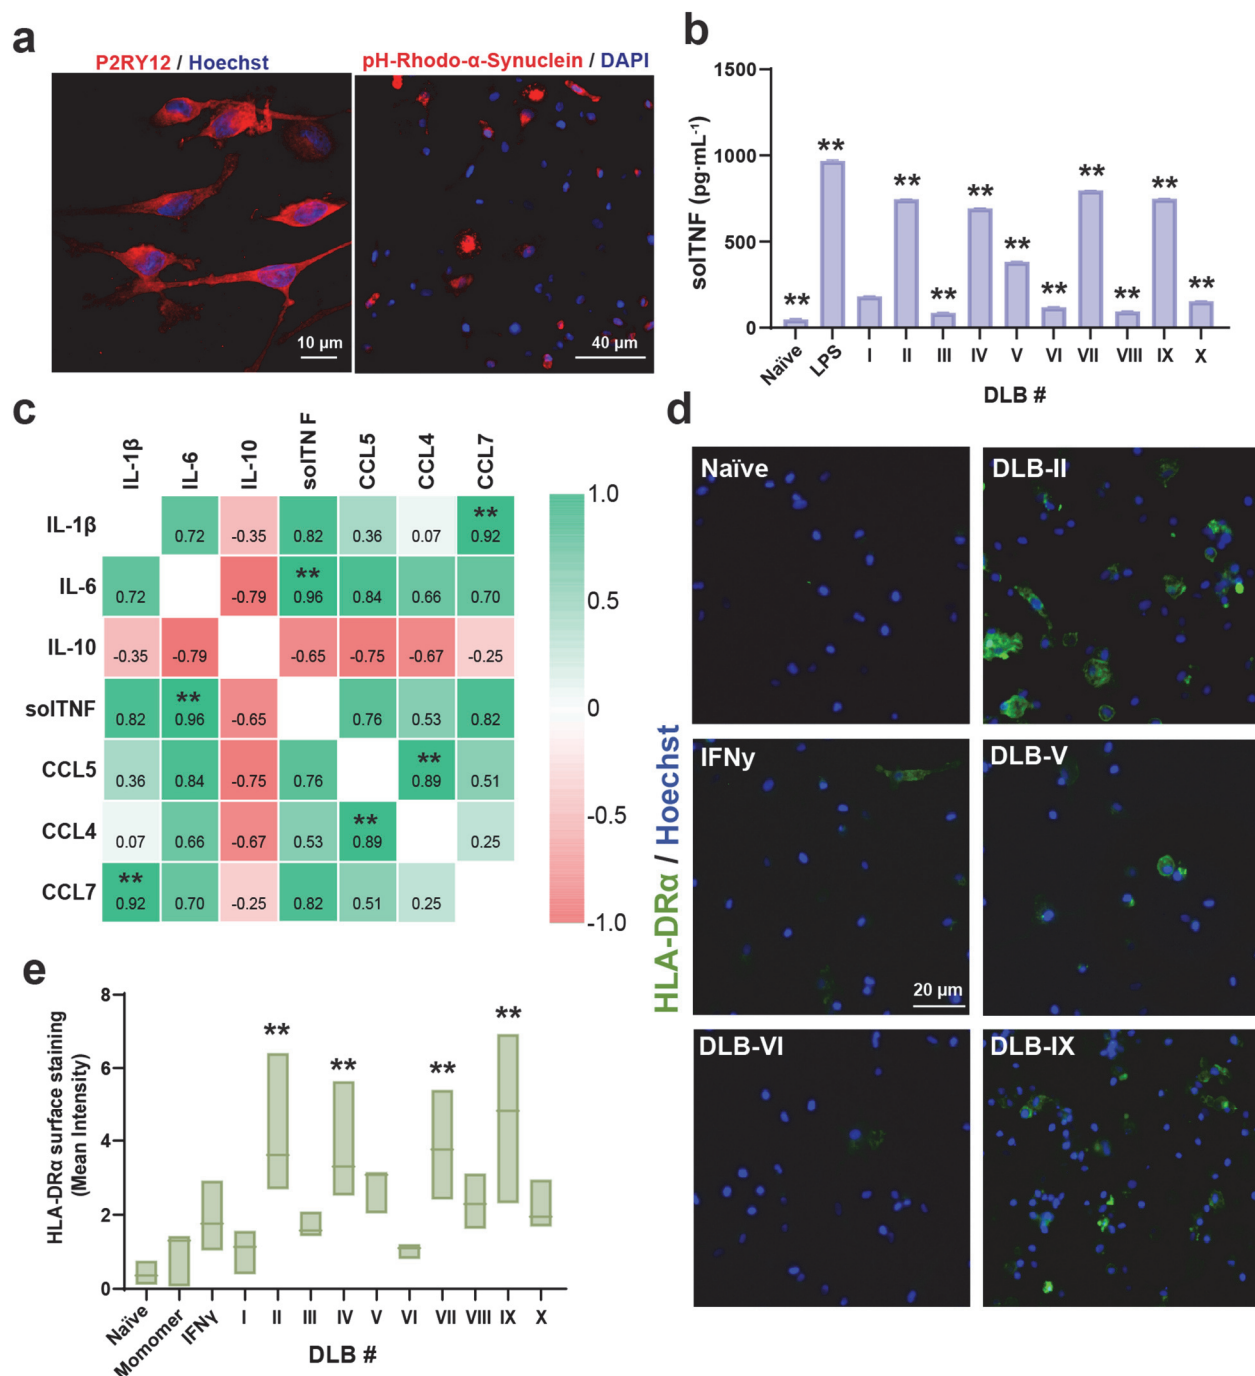 a
P2RY12 / Hoechst
10 µm
pH-Rhodo-α-Synuclein / DAPI
40 µm
b
solTNF (pg·mL⁻¹)
1500
1000
500
0
** ** ** ** ** ** ** ** ** ** **
Naïve LPS I II III IV V VI VII VIII IX X
DLB #
c
IL-1β IL-6 IL-10 solTN F CCL5 CCL4 CCL7
IL-1β 0.72 -0.35 0.82 0.36 0.07 ** 0.92
IL-6 0.72 -0.79 ** 0.96 0.84 0.66 0.70
IL-10 -0.35 -0.79 -0.65 -0.75 -0.67 -0.25
solTNF 0.82 ** 0.96 -0.65 0.76 0.53 0.82
CCL5 0.36 0.84 -0.75 0.76 ** 0.89 0.51
CCL4 0.07 0.66 -0.67 0.53 ** 0.89 0.25
CCL7 ** 0.92 0.70 -0.25 0.82 0.51 0.25
1.0
0.5
0
-0.5
-1.0
d
HLA-DRα / Hoechst
Naïve
DLB-II
IFNy
20 µm
DLB-V
DLB-VI
DLB-IX
e
HLA-DRα surface staining
(Mean Intensity)
8
6
4
2
0
** ** ** **
Naïve Momomer IFNγ I II III IV V VI VII VIII IX X
DLB #